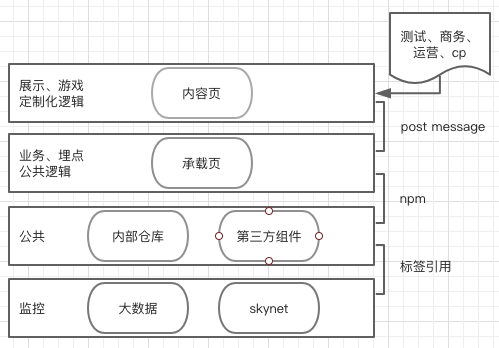 测试、商务、
运营、cp
展示、游戏
定制化逻辑
内容页
post message
业务、埋点
公共逻辑
承载页
npm
公共
内部仓库
第三方组件
标签引用
监控
大数据
skynet